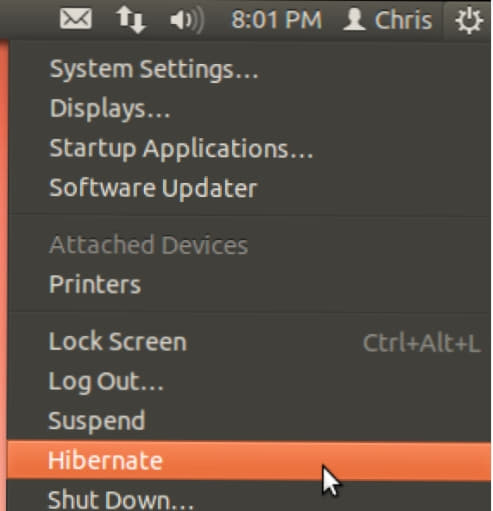 8:01 PM Chris
System Settings...
Displays...
Startup Applications...
Software Updater
Attached Devices
Printers
Lock Screen Ctrl+Alt+L
Log Out...
Suspend
Hibernate
Shut Down...